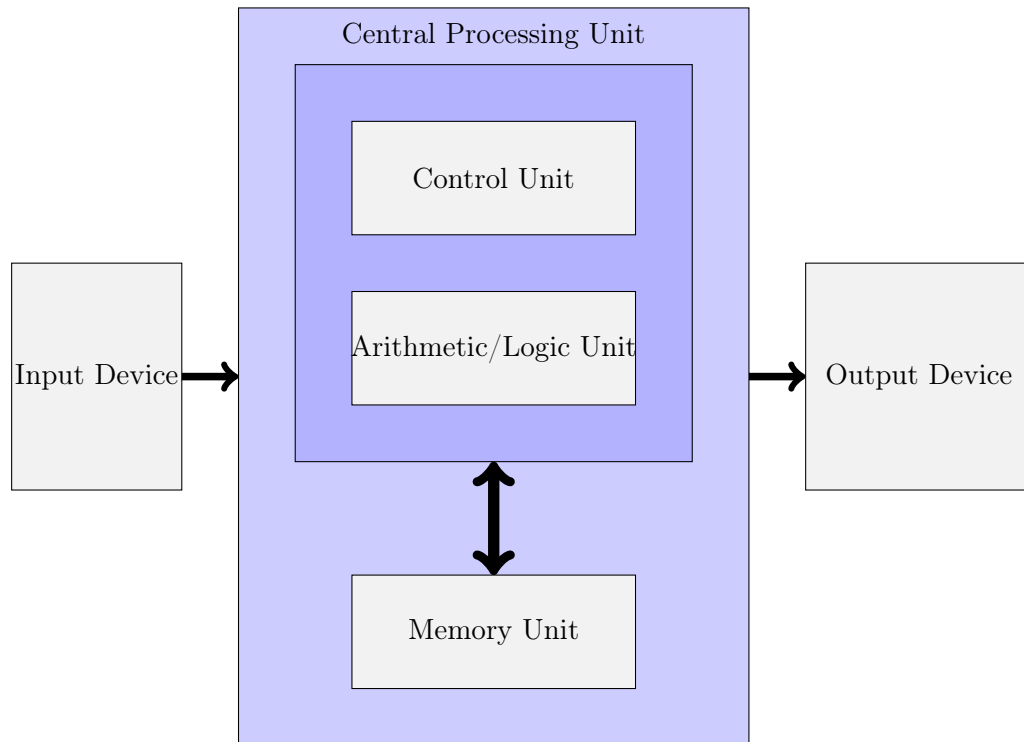 Central Processing Unit
Control Unit
Arithmetic/Logic Unit
Input Device
Output Device
Memory Unit